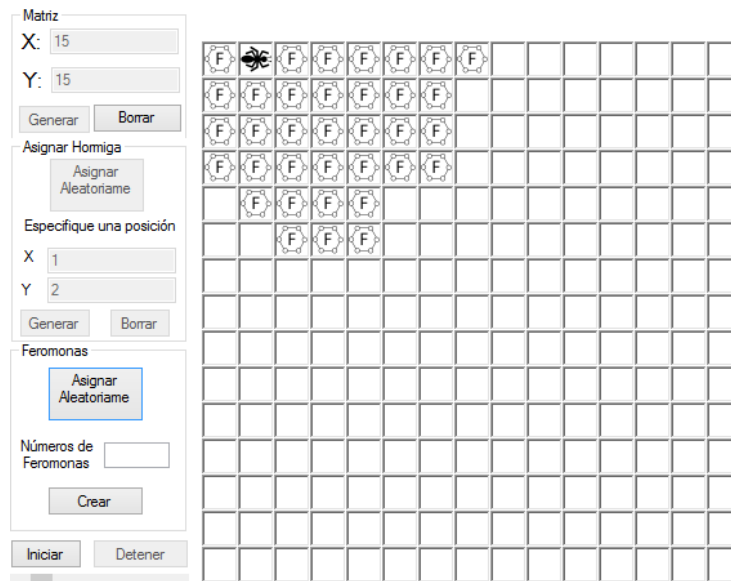 Matriz
X: 15
Y: 15
Generar Borrar
Asignar Hormiga
Asignar
Aleatoriame
Especifique una posición
X 1
Y 2
Generar Borrar
Feromonas
Asignar
Aleatoriame
Números de
Feromonas
Crear
Iniciar Detener
F F F F F F F
F F F F F F F
F F F F F F F
F F F F F F F
F F F F
F F F